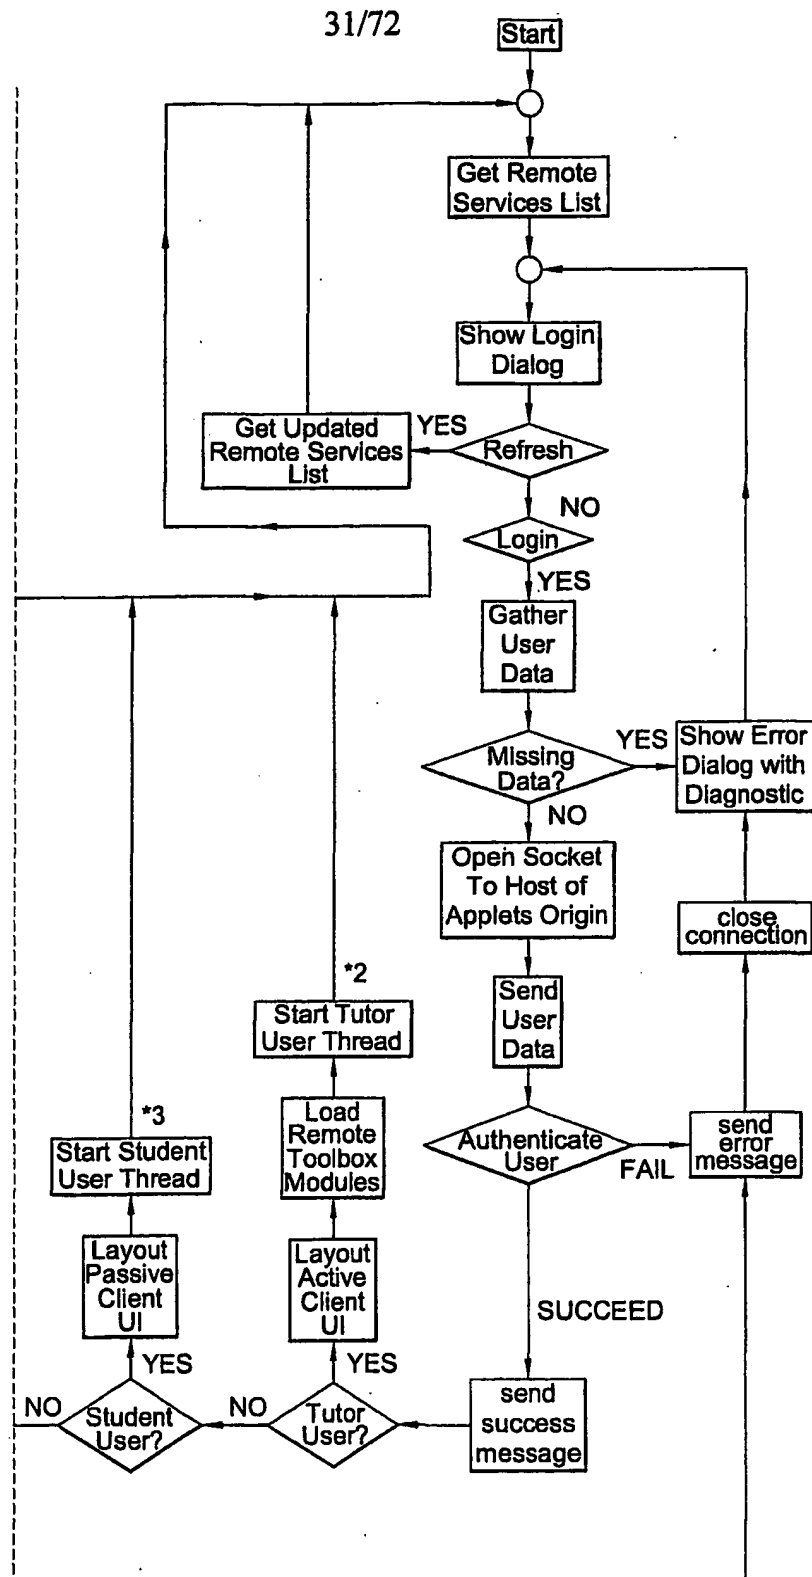 31/72
Start
Get Remote
Services List
Show Login
Dialog
Get Updated
Remote Services
List
YES
Refresh
NO
Login
YES
Gather
User
Data
Missing
Data?
YES
Show Error
Dialog with
Diagnostic
NO
Open Socket
To Host of
Applets Origin
close
connection
*2
Start Tutor
User Thread
Send
User
Data
*3
Start Student
User Thread
Load
Remote
Toolbox
Modules
Authenticate
User
FAIL
send
error
message
Layout
Passive
Client
UI
Layout
Active
Client
UI
SUCCEED
YES
YES
NO
Student
User?
NO
Tutor
User?
send
success
message